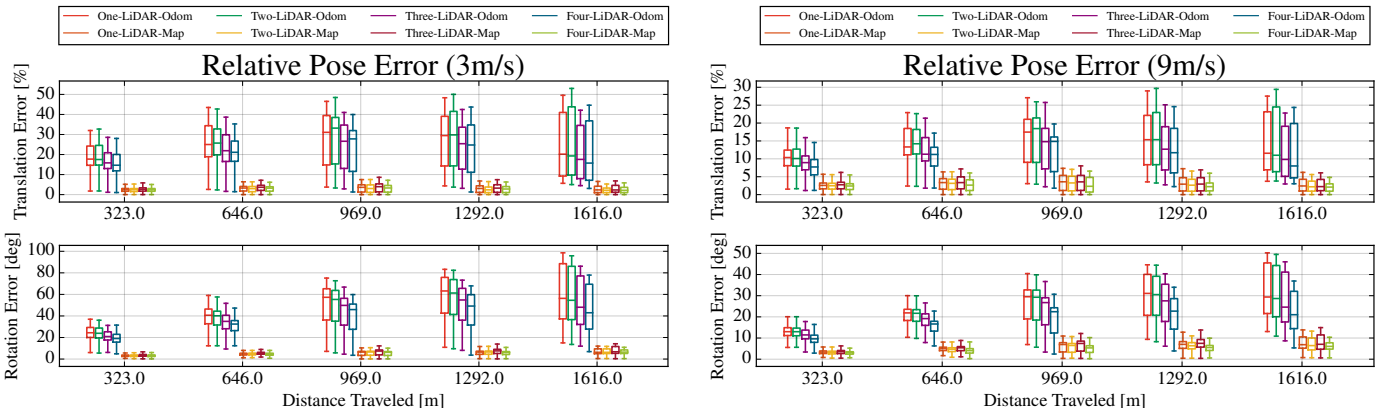 One-LiDAR-Odom Two-LiDAR-Odom Three-LiDAR-Odom Four-LiDAR-Odom
One-LiDAR-Map Two-LiDAR-Map Three-LiDAR-Map Four-LiDAR-Map
Relative Pose Error (3m/s)
Translation Error [%]
50
40
30
20
10
0
323.0 646.0 969.0 1292.0 1616.0
Rotation Error [deg]
100
80
60
40
20
0
323.0 646.0 969.0 1292.0 1616.0
Distance Traveled [m]
One-LiDAR-Odom Two-LiDAR-Odom Three-LiDAR-Odom Four-LiDAR-Odom
One-LiDAR-Map Two-LiDAR-Map Three-LiDAR-Map Four-LiDAR-Map
Relative Pose Error (9m/s)
Translation Error [%]
30
25
20
15
10
5
0
323.0 646.0 969.0 1292.0 1616.0
Rotation Error [deg]
50
40
30
20
10
0
323.0 646.0 969.0 1292.0 1616.0
Distance Traveled [m]